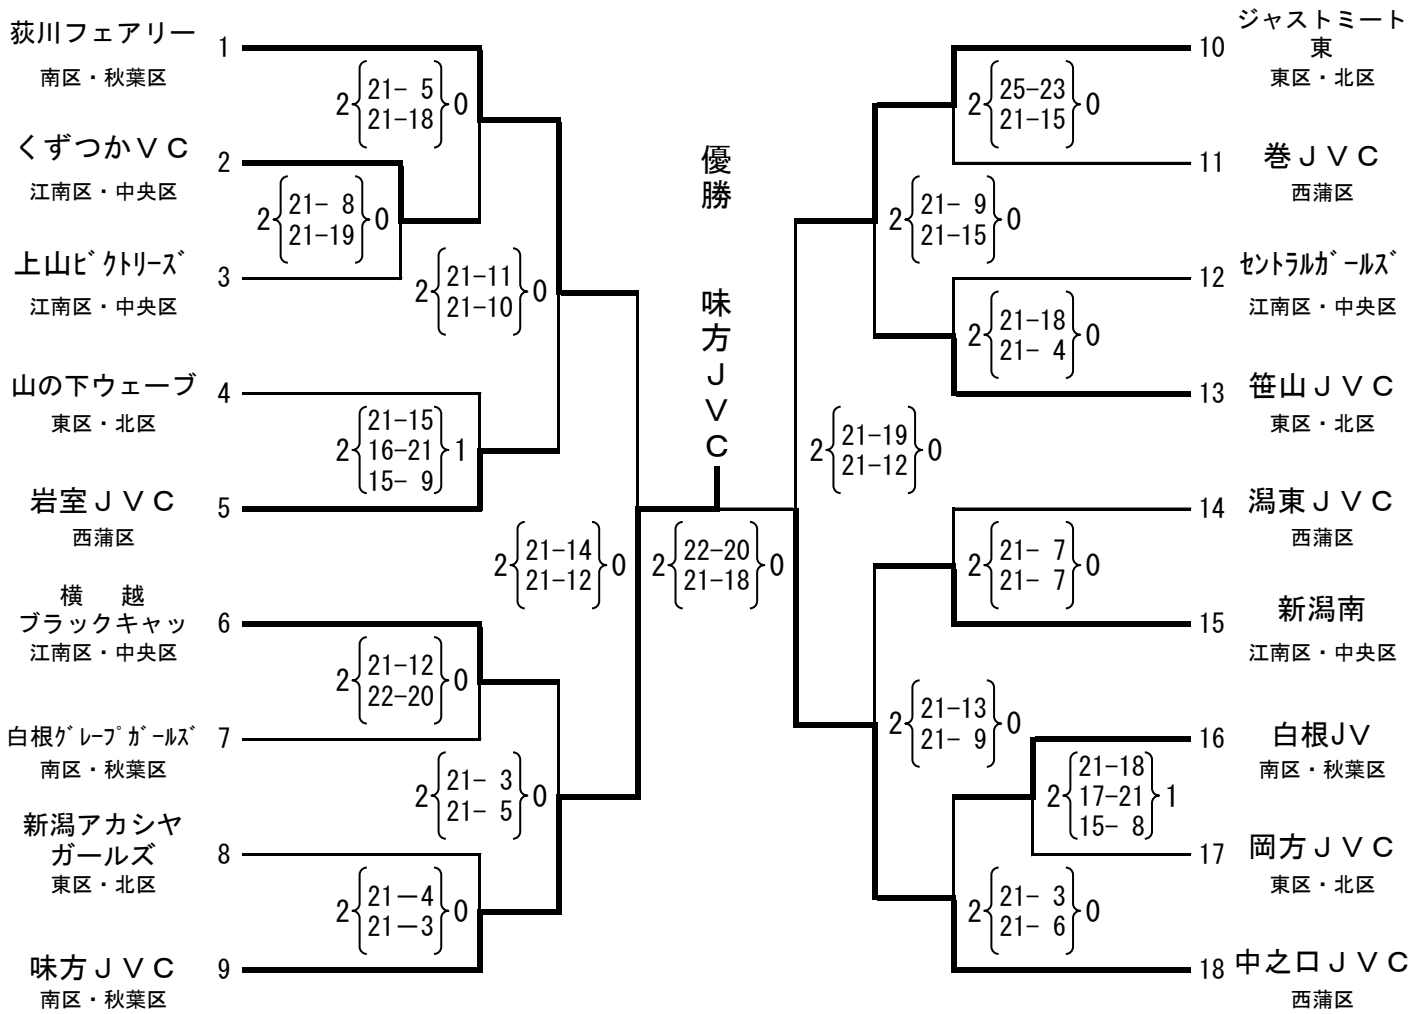 荻川フェアリー 1
南区・秋葉区
2 21- 5 0
21-18
くずつかＶＣ 2
江南区・中央区
2 21- 8 0
21-19
上山ﾋﾞｸﾄﾘｰｽﾞ 3
江南区・中央区
2 21-11 0
21-10
山の下ウェーブ 4
東区・北区
2 21-15 1
16-21
15- 9
岩室ＪＶＣ 5
西蒲区
2 21-14 0
21-12
横 越
ブラックキャッ 6
江南区・中央区
2 21-12 0
22-20
白根ｸﾞﾚｰﾌﾟｶﾞｰﾙｽﾞ 7
南区・秋葉区
2 21- 3 0
21- 5
新潟アカシヤ
ガールズ 8
東区・北区
2 21－4 0
21－3
味方ＪＶＣ 9
南区・秋葉区
優勝
味方ＪＶＣ
2 22-20 0
21-18
ジャストミート
10 東
東区・北区
2 25-23 0
21-15
11 巻ＪＶＣ
西蒲区
2 21- 9 0
21-15
12 ｾﾝﾄﾗﾙｶﾞｰﾙｽﾞ
江南区・中央区
2 21-18 0
21- 4
13 笹山ＪＶＣ
東区・北区
2 21-19 0
21-12
14 潟東ＪＶＣ
西蒲区
2 21- 7 0
21- 7
15 新潟南
江南区・中央区
2 21-13 0
21- 9
16 白根JＶ
南区・秋葉区
2 21-18 1
17-21
15- 8
17 岡方ＪＶＣ
東区・北区
2 21- 3 0
21- 6
18 中之口ＪＶＣ
西蒲区